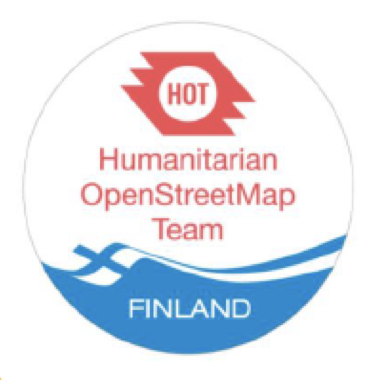 HOT
Humanitarian
OpenStreetMap
Team
FINLAND